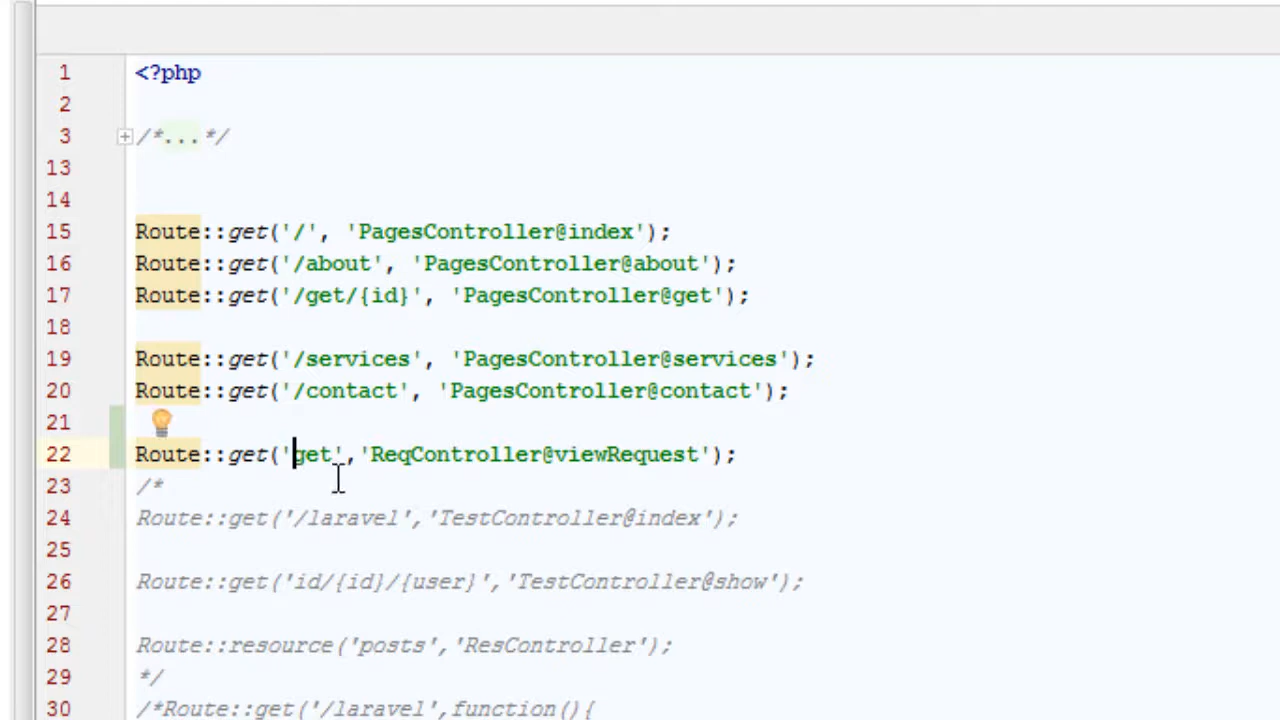 1 <?php
2
3 /*...*/
13
14
15 Route::get('/', 'PagesController@index');
16 Route::get('/about', 'PagesController@about');
17 Route::get('/get/{id}', 'PagesController@get');
18
19 Route::get('/services', 'PagesController@services');
20 Route::get('/contact', 'PagesController@contact');
21
22 Route::get('get','ReqController@viewRequest');
23 /*
24 Route::get('/laravel','TestController@index');
25
26 Route::get('id/{id}/{user}','TestController@show');
27
28 Route::resource('posts','ResController');
29 */
30 /*Route::get('/laravel',function(){